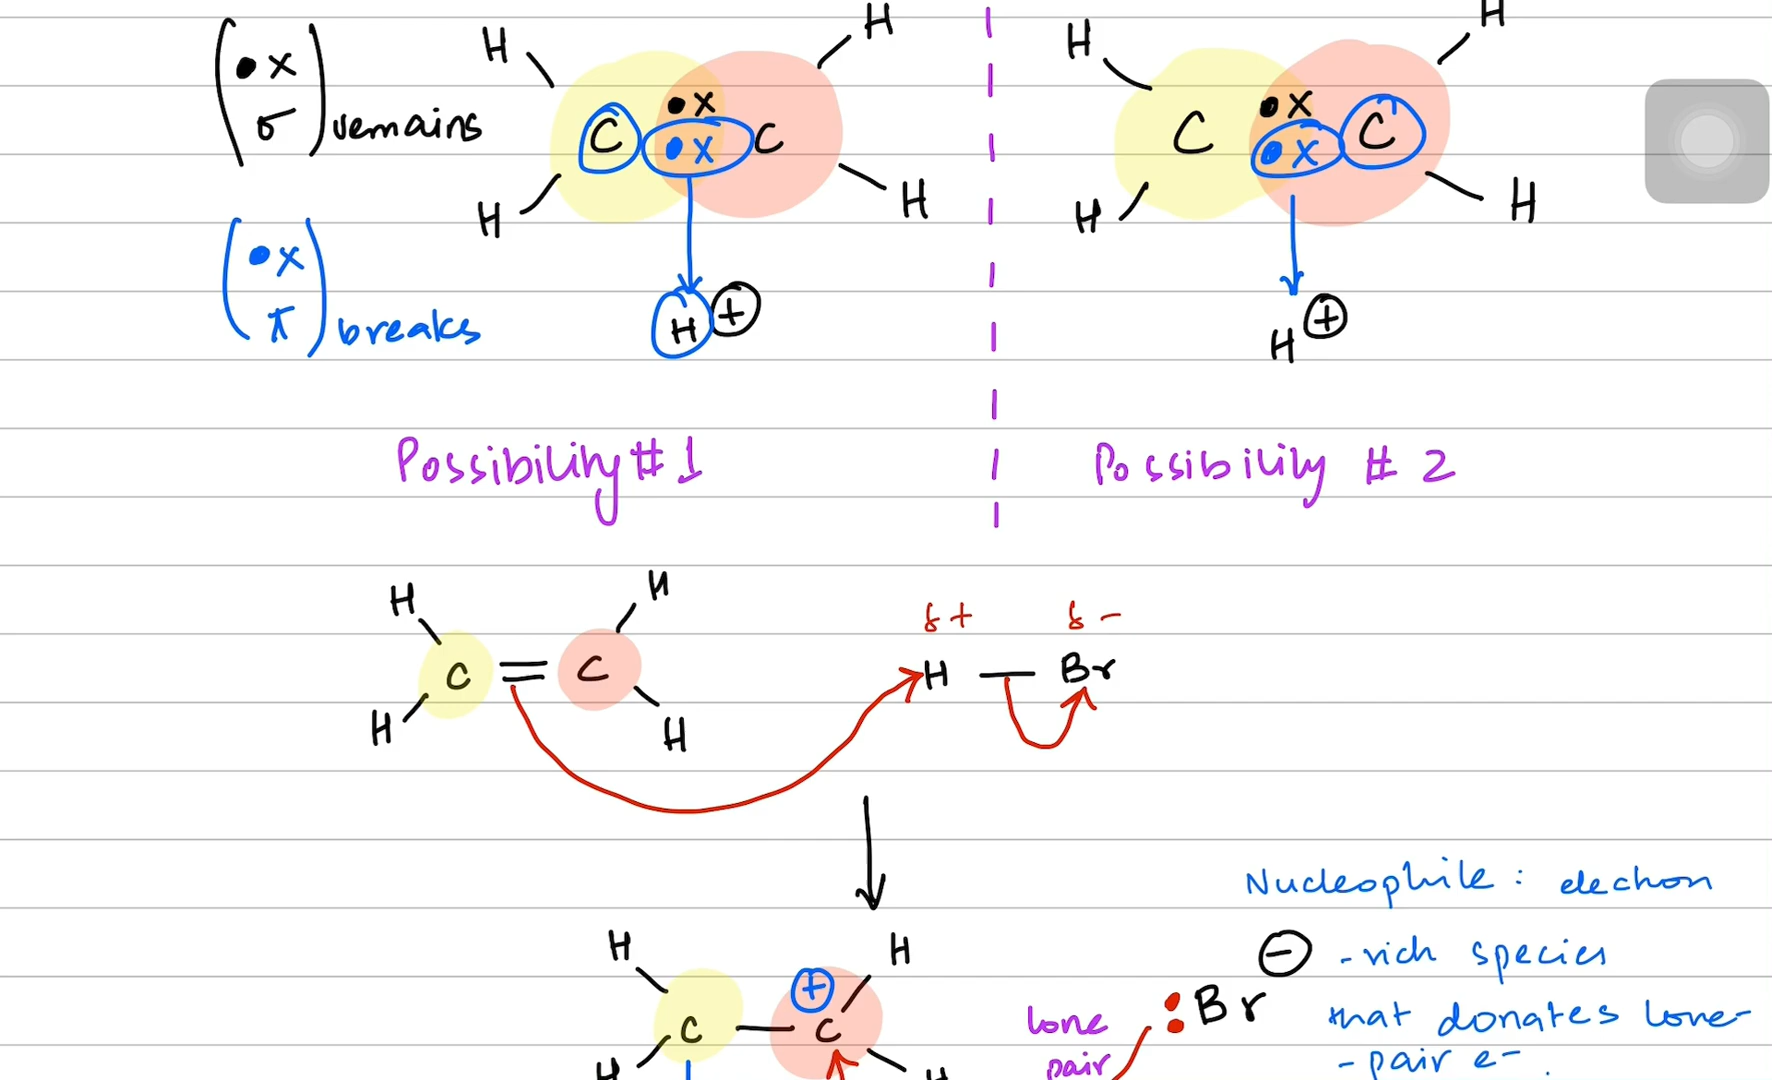 H H H H
• x • x C • x
σ remains C • x C • x C
H H H H
• x
π breaks H + H +
Possibility # 1 Possibility # 2
H H δ+ δ-
C = C H — Br
H H
Nucleophile : electron
H H - -rich species
+ : Br that donates lone-
C — C lone -pair e-.
H H pair